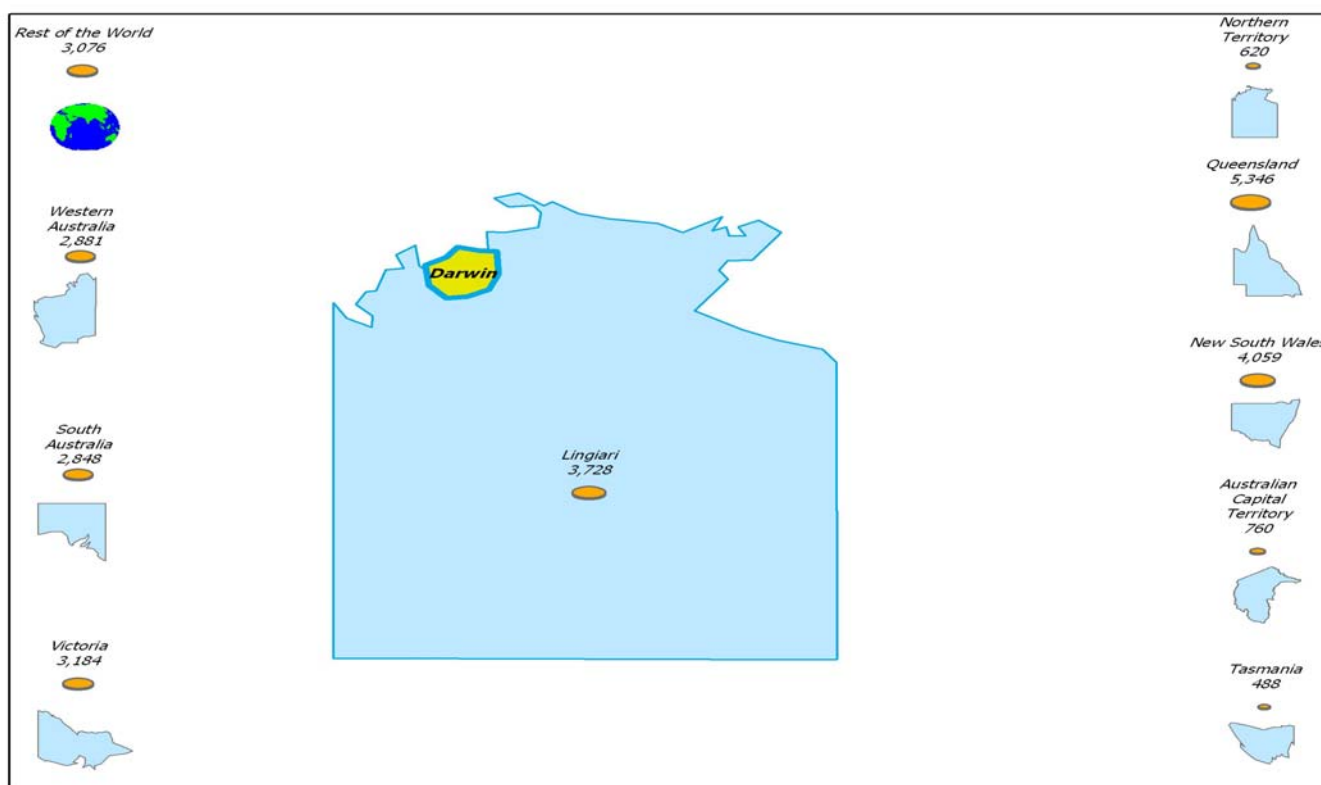 Rest of the World
3,076
Western
Australia
2,881
South
Australia
2,848
Victoria
3,184
Darwin
Lingiari
3,728
Northern
Territory
620
Queensland
5,346
New South Wales
4,059
Australian
Capital
Territory
760
Tasmania
488